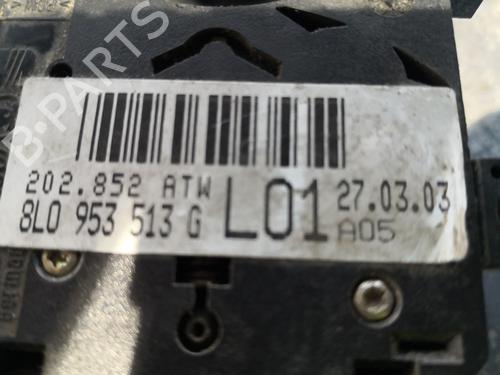 B-PARTS
202.852 ATW
8L0 953 513 G L01 27.03.03
A05